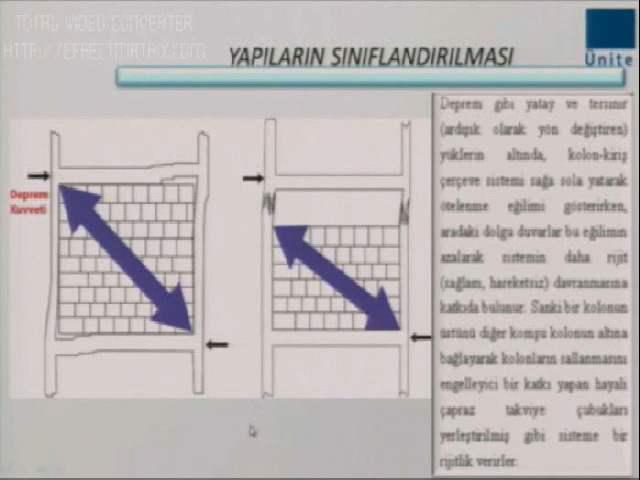 TOTAL VIDEO CONVERTER
HTTP://EFFECTMATRIX.COM
YAPILARIN SINIFLANDIRILMASI
Ünite
Deprem
Kuvveti
Deprem gibi yatay ve tersinir
(ardışık olarak yön değiştiren)
yüklerin altında, kolon-kiriş
çerçeve sistemi sağa sola yatarak
ötelenme eğilimi gösterirken,
aradaki dolgu duvarlar bu eğilimin
azalarak sistemin daha rijit
(sağlam, hareketsiz) davranmasına
katkıda bulunur. Sanki bir kolonun
üstünü diğer komşu kolonun altına
bağlayarak kolonların sallanmasını
engelleyici bir katkı yapan hayali
çapraz takviye çubukları
yerleştirilmiş gibi sisteme bir
rijitlik verirler.